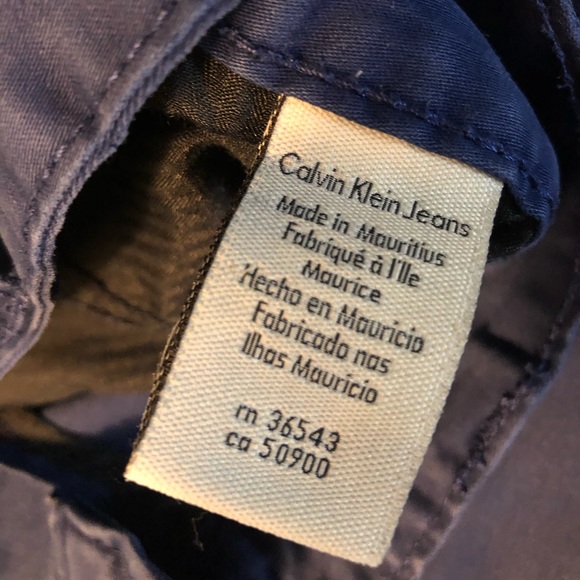 Calvin Klein Jeans
Made in Mauritius
Fabriqué à l'Ile
Maurice
Hecho en Mauricio
Fabricado nas
Ilhas Maurício
rn 36543
ca 50900